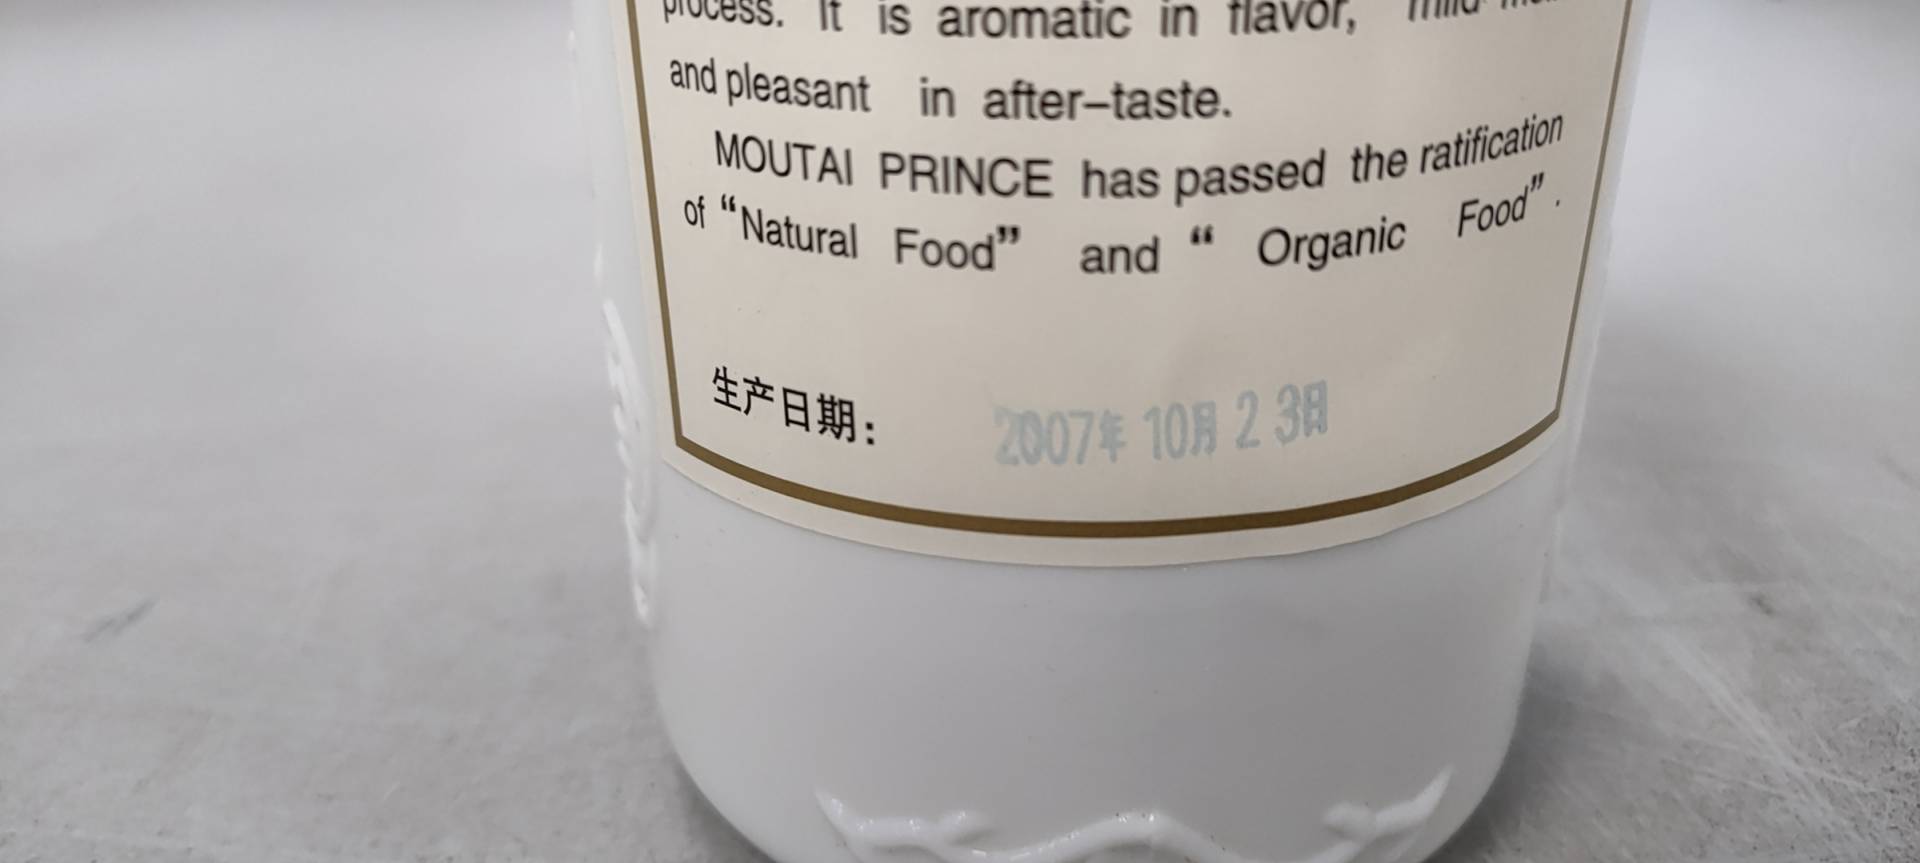 process. It is aromatic in flavor, mild
and pleasant in after-taste.
MOUTAI PRINCE has passed the ratification
of “Natural Food” and “ Organic Food”.
生产日期： 2007年 10月 2 3日